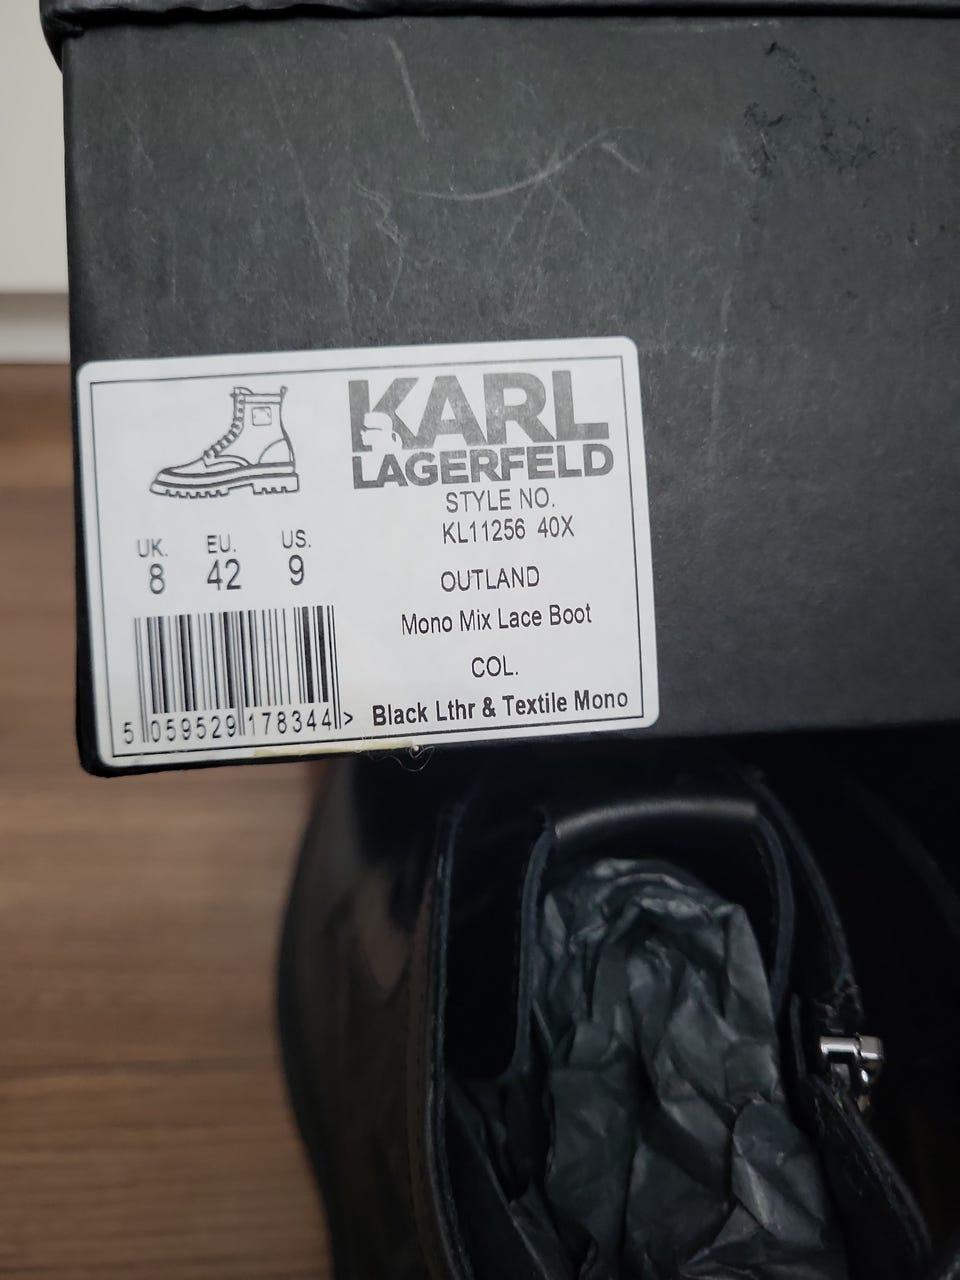 KARL
LAGERFELD
STYLE NO.
KL11256 40X
UK. EU. US.
8 42 9
OUTLAND
Mono Mix Lace Boot
COL.
Black Lthr & Textile Mono
5 059529 178344 >